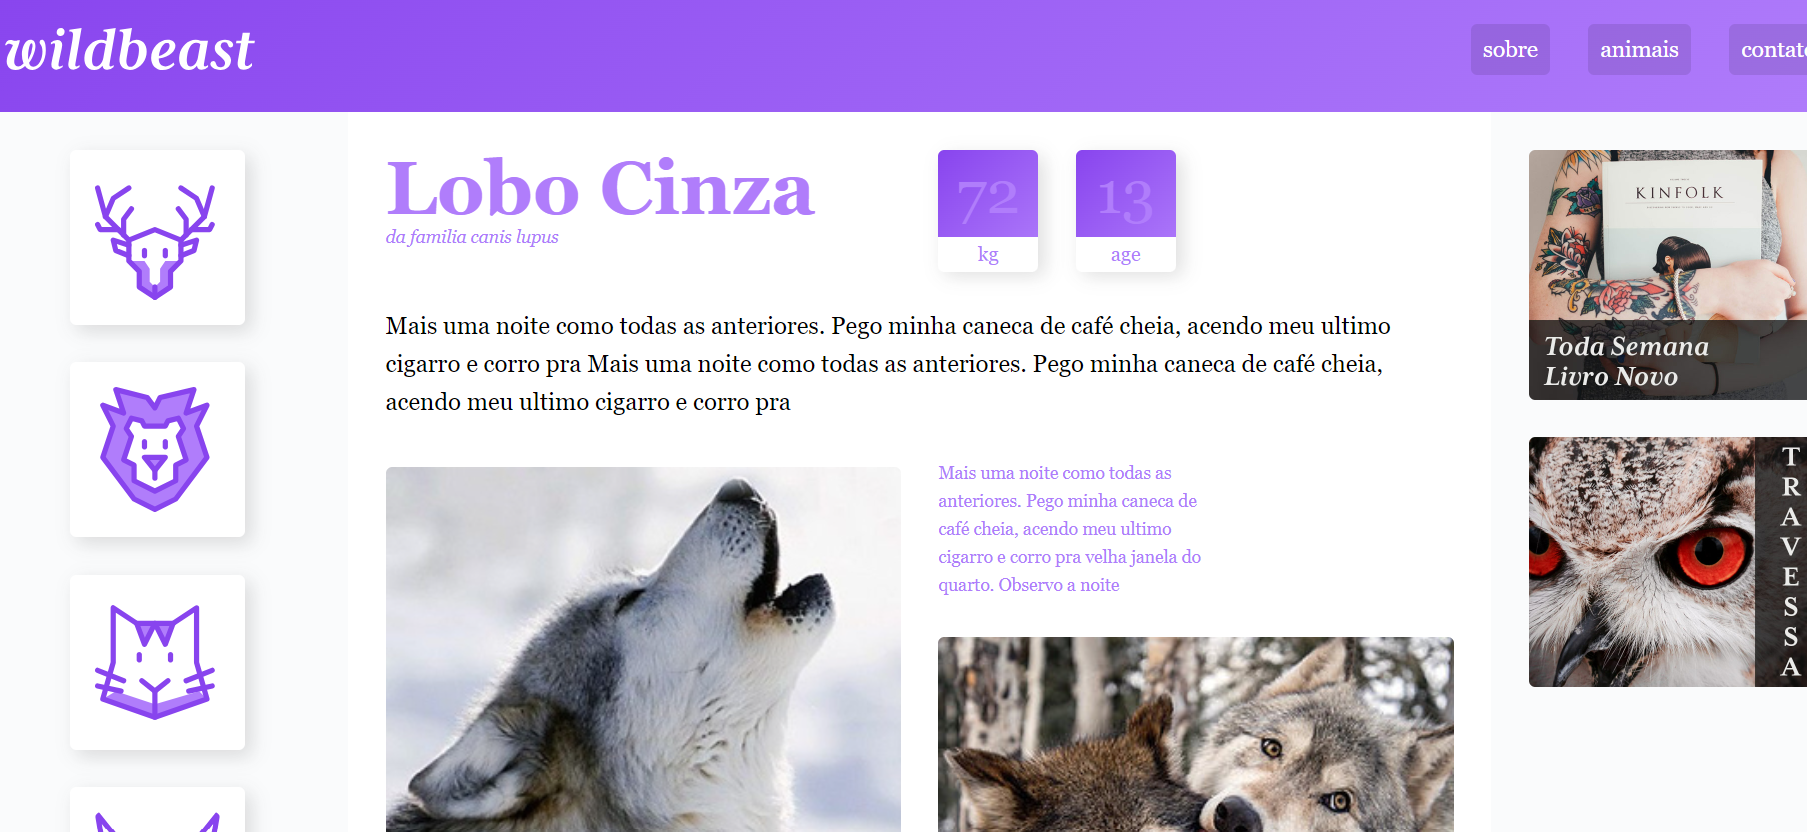 wildbeast
sobre
animais
contato
Lobo Cinza
da familia canis lupus
72
kg
13
age
Mais uma noite como todas as anteriores. Pego minha caneca de café cheia, acendo meu ultimo
cigarro e corro pra Mais uma noite como todas as anteriores. Pego minha caneca de café cheia,
acendo meu ultimo cigarro e corro pra
Mais uma noite como todas as
anteriores. Pego minha caneca de
café cheia, acendo meu ultimo
cigarro e corro pra velha janela do
quarto. Observo a noite
KINFOLK
Toda Semana
Livro Novo
TRAVESSA